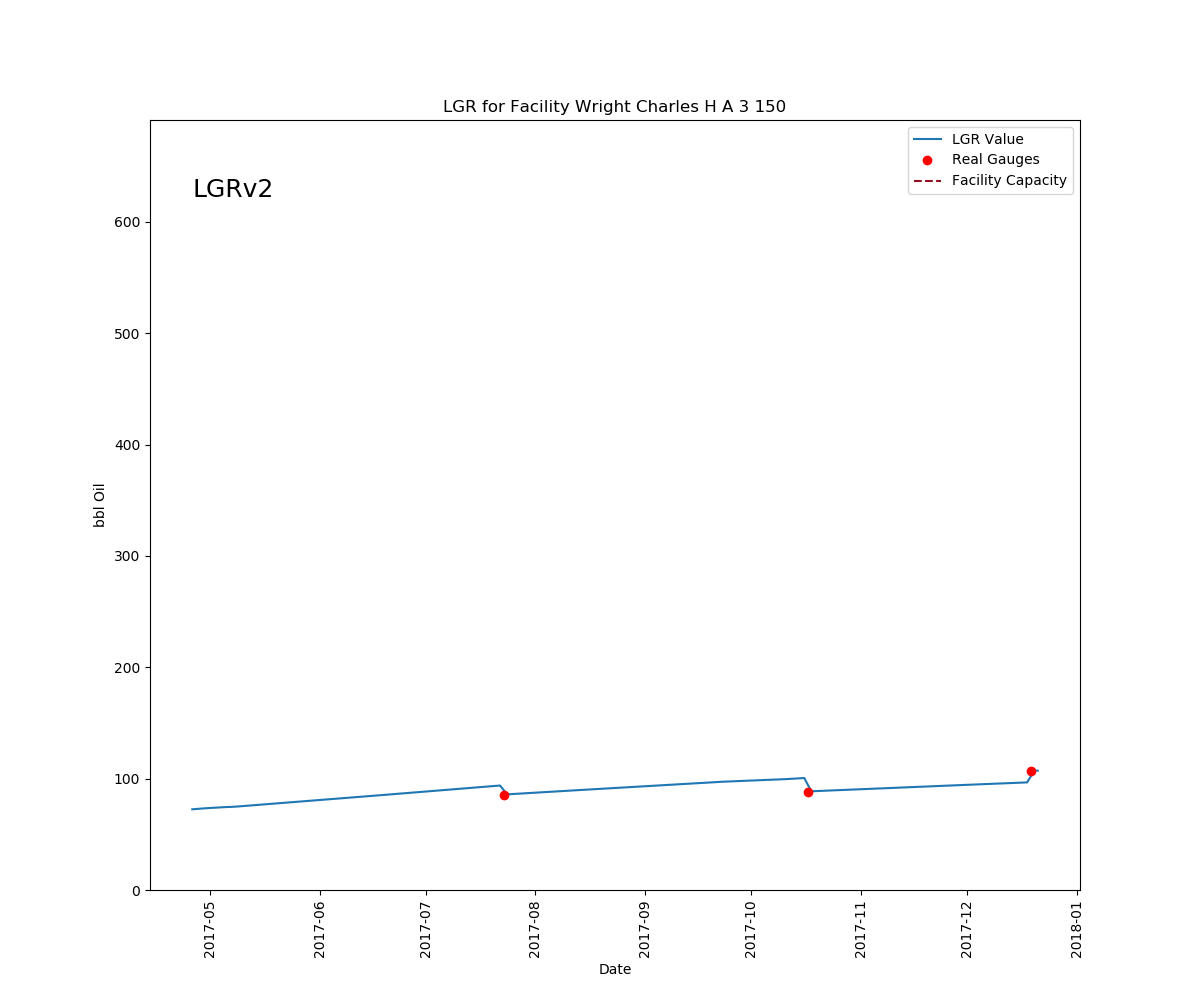 LGR for Facility Wright Charles H A 3 150
LGR Value
Real Gauges
Facility Capacity
LGRv2
600
500
400
300
200
100
0
bbl Oil
2017-05
2017-06
2017-07
2017-08
2017-09
2017-10
2017-11
2017-12
2018-01
Date